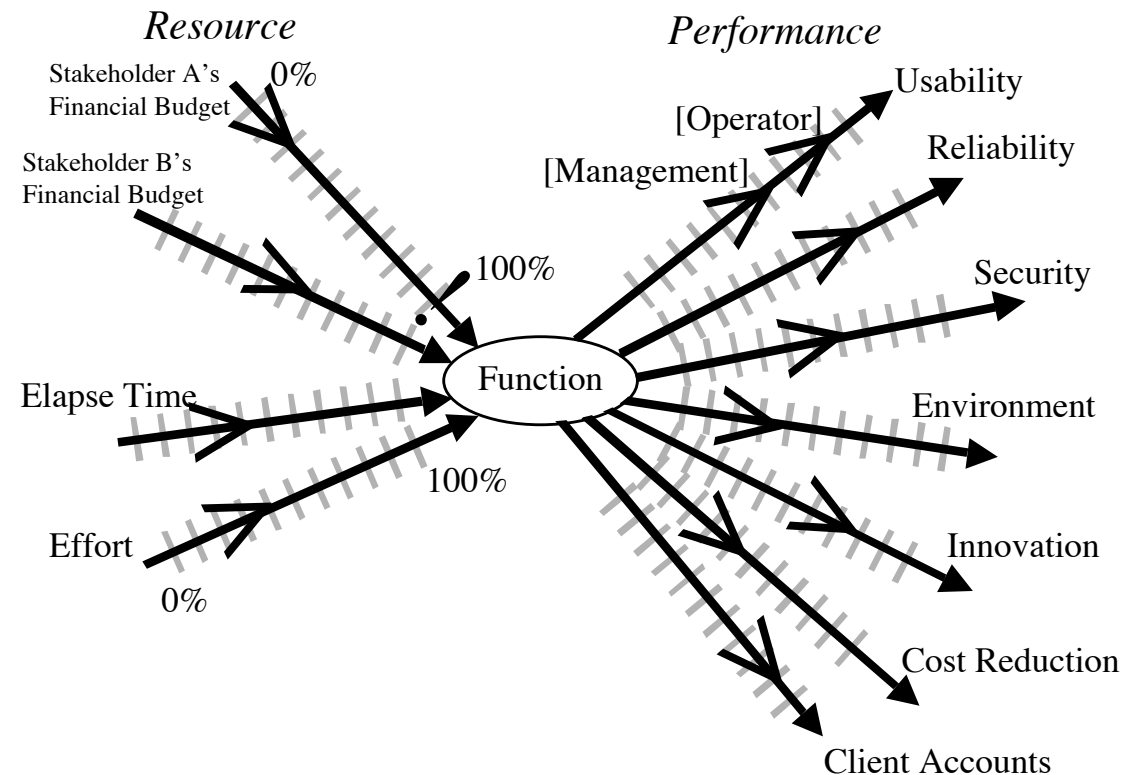 Resource
Performance
Stakeholder A's
Financial Budget
0%
Stakeholder B's
Financial Budget
100%
Elapse Time
Effort
0%
100%
Function
[Operator]
[Management]
Usability
Reliability
Security
Environment
Innovation
Cost Reduction
Client Accounts